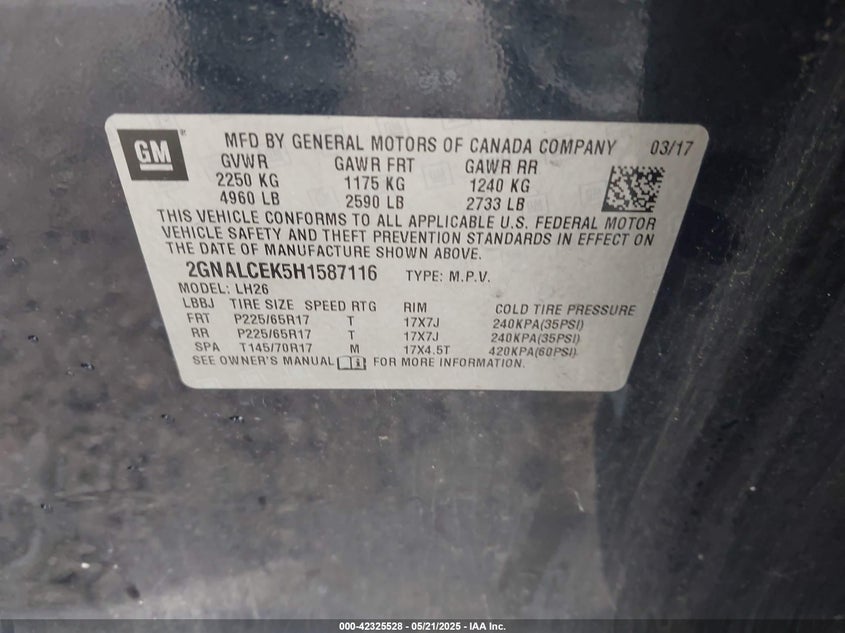 GM
MFD BY GENERAL MOTORS OF CANADA COMPANY 03/17
GVWR GAWR FRT GAWR RR
2250 KG 1175 KG 1240 KG
4960 LB 2590 LB 2733 LB
THIS VEHICLE CONFORMS TO ALL APPLICABLE U.S. FEDERAL MOTOR
VEHICLE SAFETY AND THEFT PREVENTION STANDARDS IN EFFECT ON
THE DATE OF MANUFACTURE SHOWN ABOVE.
2GNALCEK5H1587116 TYPE: M.P.V.
MODEL: LH26
LBBJ TIRE SIZE SPEED RTG RIM COLD TIRE PRESSURE
FRT P225/65R17 T 17X7J 240KPA(35PSI)
RR P225/65R17 T 17X7J 240KPA(35PSI)
SPA T145/70R17 M 17X4.5T 420KPA(60PSI)
SEE OWNER'S MANUAL FOR MORE INFORMATION.
000-42325528 - 05/21/2025 - IAA Inc.